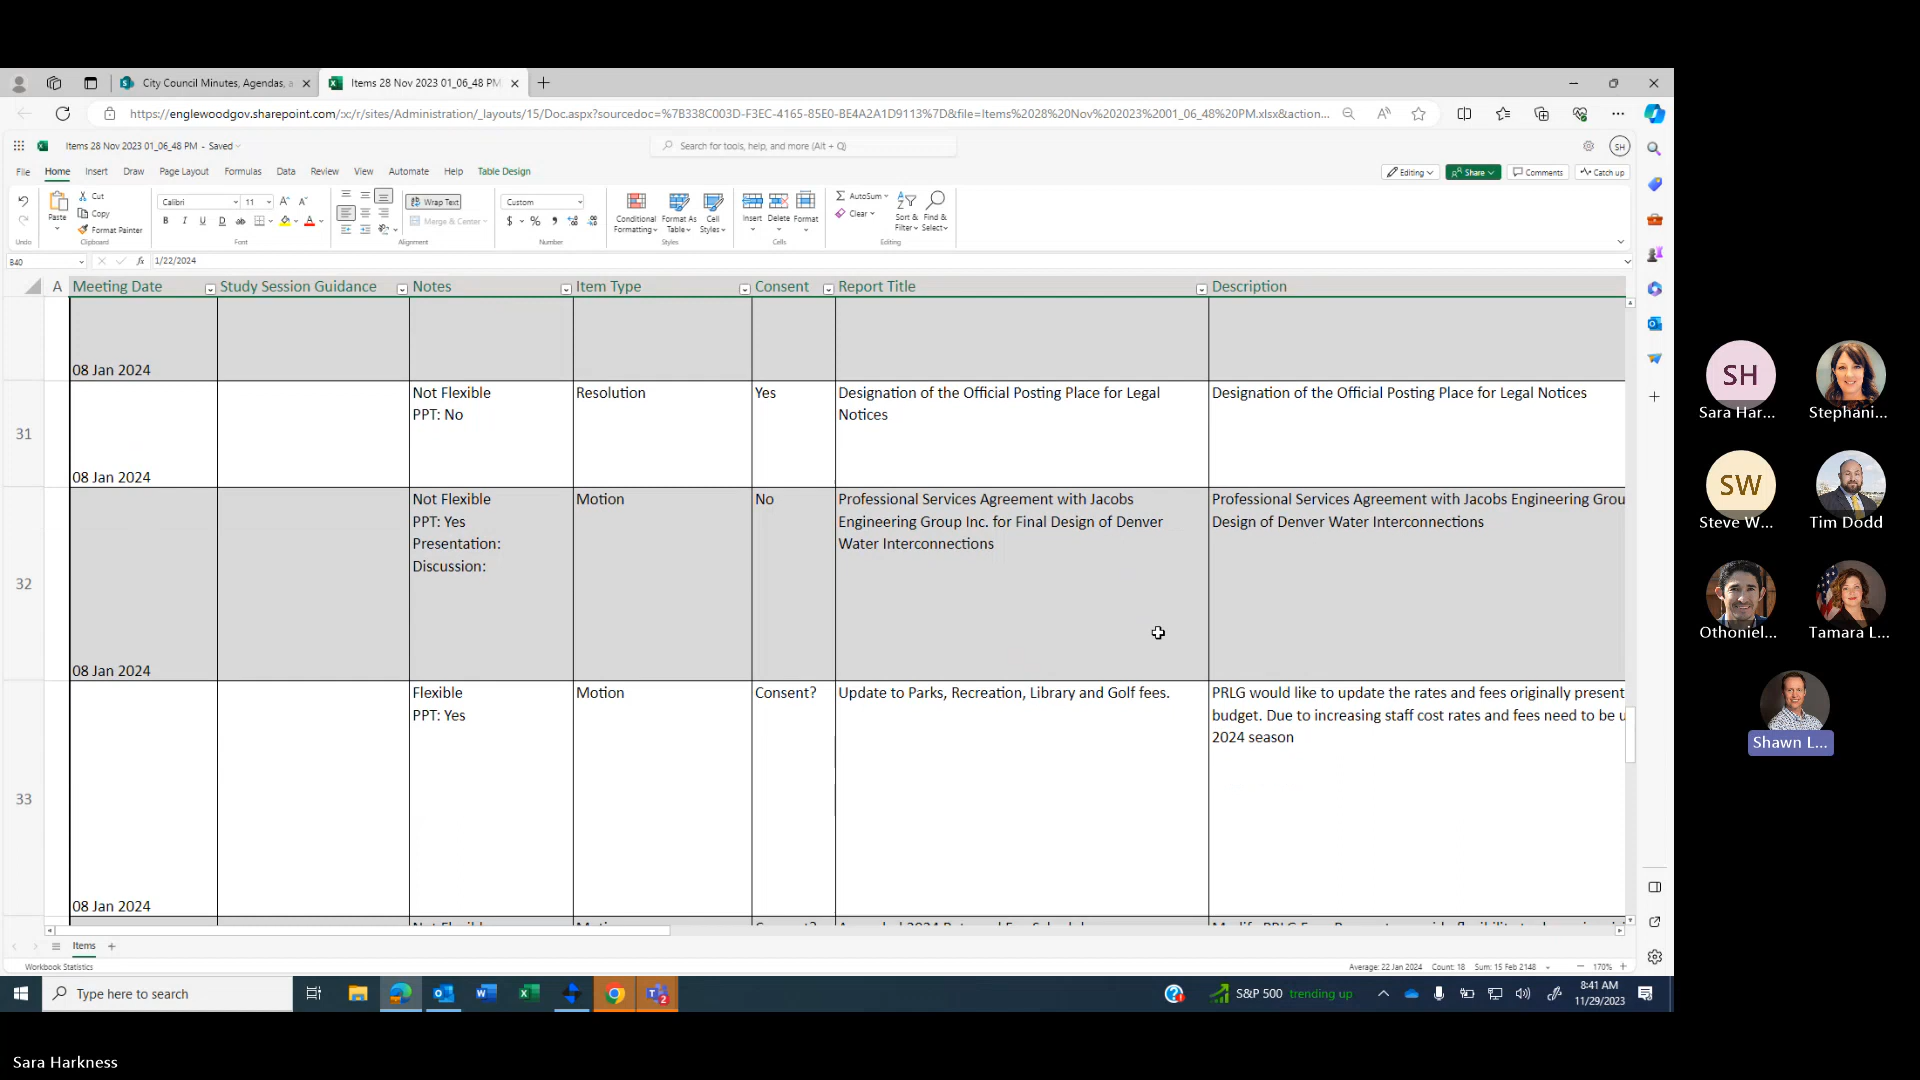 City Council Minutes, Agendas, a
Items 28 Nov 2023 01_06_48 PM
https://englewoodgov.sharepoint.com/:x:/r/sites/Administration/_layouts/15/Doc.aspx?sourcedoc=%7B338C003D-F3EC-4165-85E0-BE4A2A1D9113%7D&file=Items%2028%20Nov%202023%2001_06_48%20PM.xlsx&action...
Items 28 Nov 2023 01_06_48 PM - Saved
Search for tools, help, and more (Alt + Q)
SH
File Home Insert Draw Page Layout Formulas Data Review View Automate Help Table Design
Editing Share Comments Catch up
Undo
Paste Cut Copy Format Painter
Clipboard
Calibri 11
B I U D ab
Font
Wrap Text
Merge & Center
Alignment
Custom
$ % 
Number
Conditional Formatting Format As Table Cell Styles
Styles
Insert Delete Format
Cells
AutoSum Clear
Sort & Filter Find & Select
Editing
B40 fx 1/22/2024
A Meeting Date Study Session Guidance Notes Item Type Consent Report Title Description
08 Jan 2024
31
08 Jan 2024
Not Flexible
PPT: No
Resolution
Yes
Designation of the Official Posting Place for Legal
Notices
Designation of the Official Posting Place for Legal Notices
32
08 Jan 2024
Not Flexible
PPT: Yes
Presentation:
Discussion:
Motion
No
Professional Services Agreement with Jacobs
Engineering Group Inc. for Final Design of Denver
Water Interconnections
Professional Services Agreement with Jacobs Engineering Grou
Design of Denver Water Interconnections
33
08 Jan 2024
Flexible
PPT: Yes
Motion
Consent?
Update to Parks, Recreation, Library and Golf fees.
PRLG would like to update the rates and fees originally present
budget. Due to increasing staff cost rates and fees need to be u
2024 season
Items
Workbook Statistics
Average: 22 Jan 2024 Count: 18 Sum: 15 Feb 2148
170%
Type here to search
S&P 500 trending up
8:41 AM
11/29/2023
SH
Sara Har...
Stephani...
SW
Steve W...
Tim Dodd
Othoniel...
Tamara L...
Shawn L...
Sara Harkness